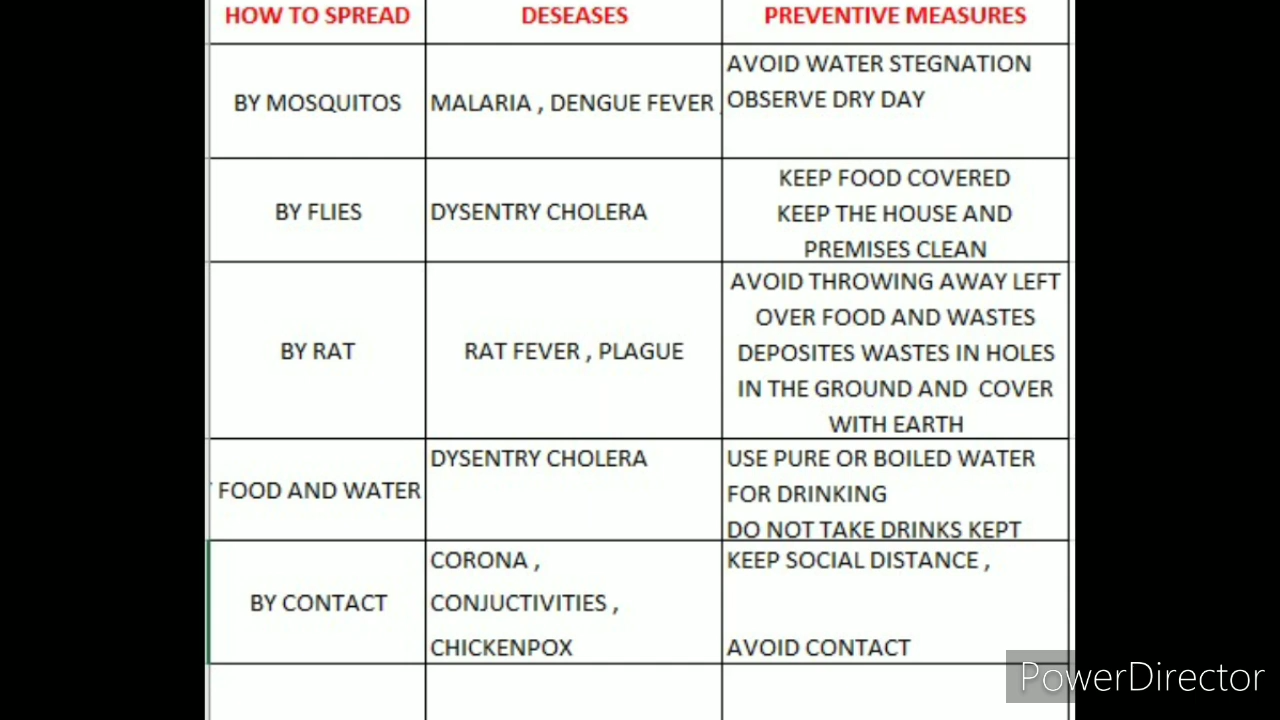 HOW TO SPREAD DESEASES PREVENTIVE MEASURES
BY MOSQUITOS
MALARIA , DENGUE FEVER ,
AVOID WATER STEGNATION
OBSERVE DRY DAY
BY FLIES
DYSENTRY CHOLERA
KEEP FOOD COVERED
KEEP THE HOUSE AND
PREMISES CLEAN
BY RAT
RAT FEVER , PLAGUE
AVOID THROWING AWAY LEFT
OVER FOOD AND WASTES
DEPOSITES WASTES IN HOLES
IN THE GROUND AND COVER
WITH EARTH
FOOD AND WATER
DYSENTRY CHOLERA
USE PURE OR BOILED WATER
FOR DRINKING
DO NOT TAKE DRINKS KEPT
BY CONTACT
CORONA ,
CONJUCTIVITIES ,
CHICKENPOX
KEEP SOCIAL DISTANCE ,
AVOID CONTACT
PowerDirector